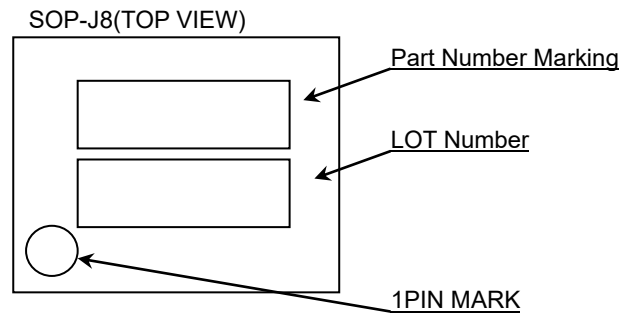 SOP-J8(TOP VIEW)
Part Number Marking
LOT Number
1PIN MARK